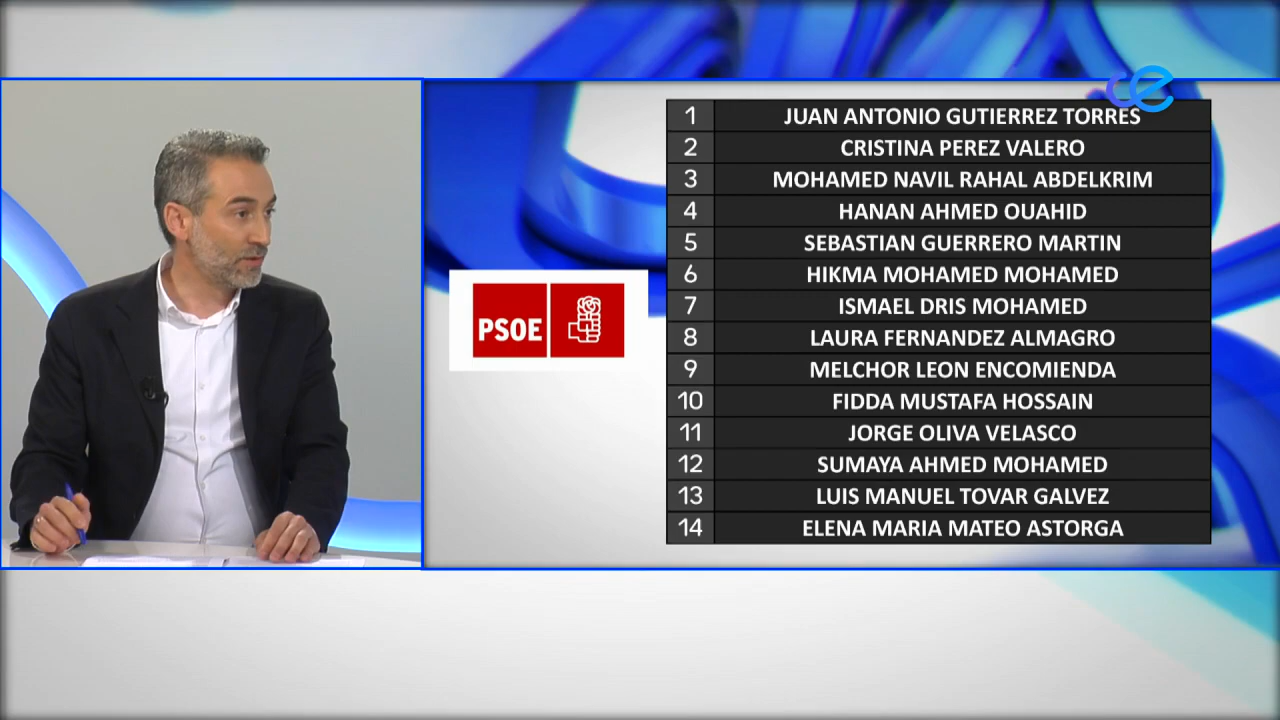 ce
1 JUAN ANTONIO GUTIERREZ TORRES
2 CRISTINA PEREZ VALERO
3 MOHAMED NAVIL RAHAL ABDELKRIM
4 HANAN AHMED OUAHID
5 SEBASTIAN GUERRERO MARTIN
6 HIKMA MOHAMED MOHAMED
7 ISMAEL DRIS MOHAMED
8 LAURA FERNANDEZ ALMAGRO
9 MELCHOR LEON ENCOMIENDA
10 FIDDA MUSTAFA HOSSAIN
11 JORGE OLIVA VELASCO
12 SUMAYA AHMED MOHAMED
13 LUIS MANUEL TOVAR GALVEZ
14 ELENA MARIA MATEO ASTORGA
PSOE